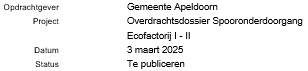 Opdrachtgever Gemeente Apeldoorn
Project Overdrachtsdossier Spooronderdoorgang
Ecofactorij I - II
Datum 3 maart 2025
Status Te publiceren